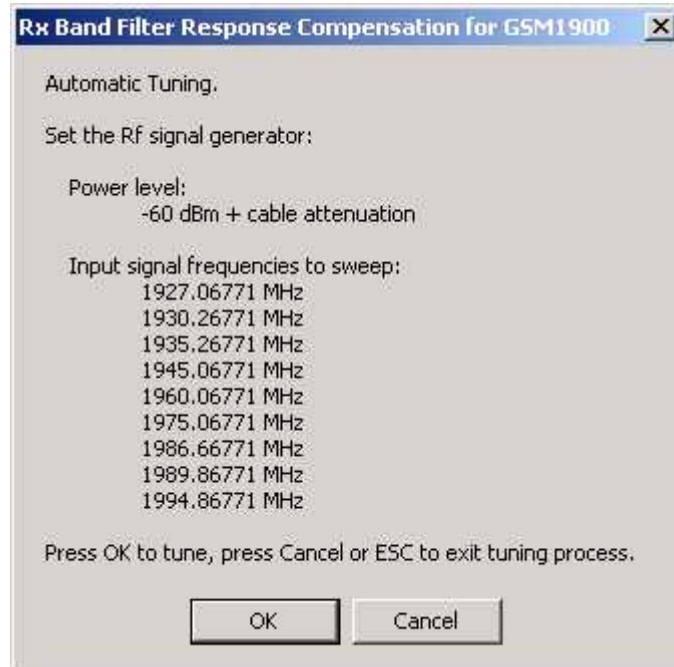 Rx Band Filter Response Compensation for GSM1900
Automatic Tuning.
Set the Rf signal generator:
Power level:
-60 dBm + cable attenuation
Input signal frequencies to sweep:
1927.06771 MHz
1930.26771 MHz
1935.26771 MHz
1945.06771 MHz
1960.06771 MHz
1975.06771 MHz
1986.66771 MHz
1989.86771 MHz
1994.86771 MHz
Press OK to tune, press Cancel or ESC to exit tuning process.
OK Cancel